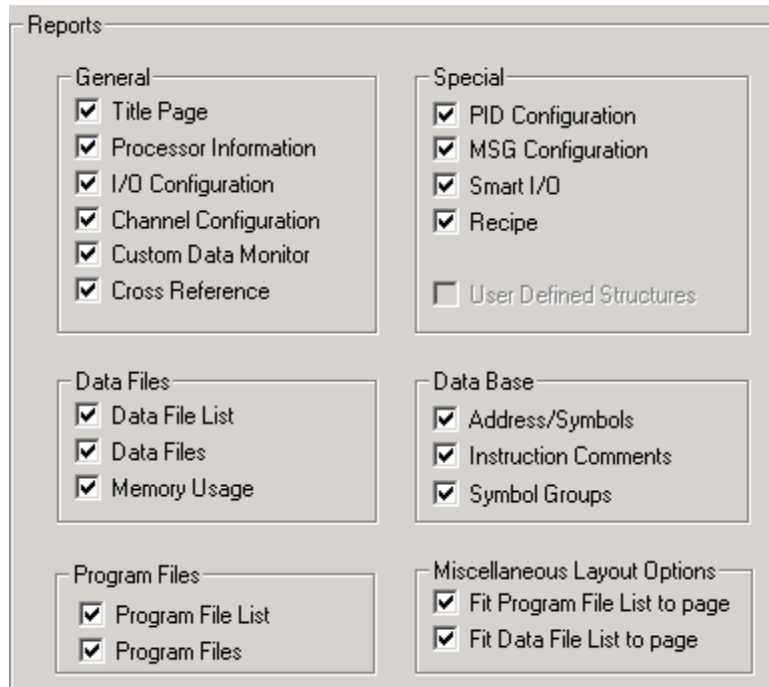 Reports
General
Title Page
Processor Information
I/O Configuration
Channel Configuration
Custom Data Monitor
Cross Reference
Special
PID Configuration
MSG Configuration
Smart I/O
Recipe
User Defined Structures
Data Files
Data File List
Data Files
Memory Usage
Data Base
Address/Symbols
Instruction Comments
Symbol Groups
Program Files
Program File List
Program Files
Miscellaneous Layout Options
Fit Program File List to page
Fit Data File List to page